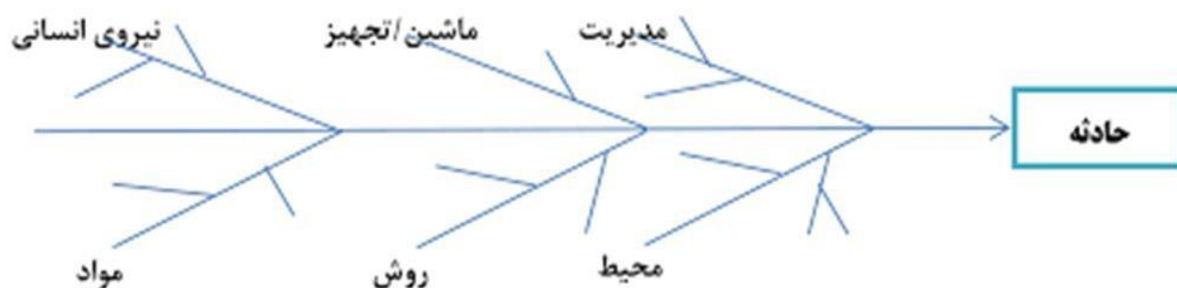 مدیریت
ماشین/تجهیز
نیروی انسانی
حادثه
محیط
روش
مواد